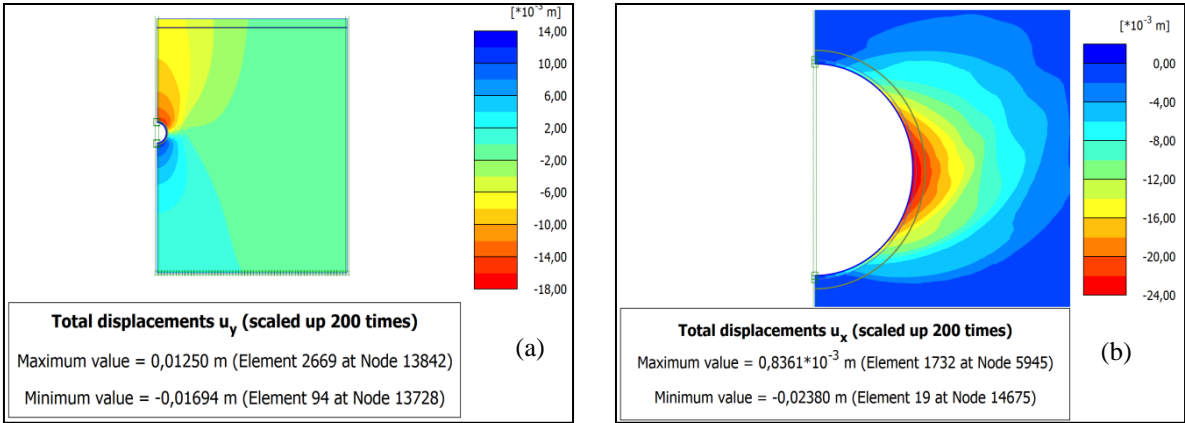 [*10⁻³ m]
14,00
10,00
6,00
2,00
-2,00
-6,00
-10,00
-14,00
-18,00
Total displacements uᵧ (scaled up 200 times)
Maximum value = 0,01250 m (Element 2669 at Node 13842)
Minimum value = -0,01694 m (Element 94 at Node 13728)
(a)
[*10⁻³ m]
0,00
-4,00
-8,00
-12,00
-16,00
-20,00
-24,00
Total displacements uₓ (scaled up 200 times)
Maximum value = 0,8361*10⁻³ m (Element 1732 at Node 5945)
Minimum value = -0,02380 m (Element 19 at Node 14675)
(b)